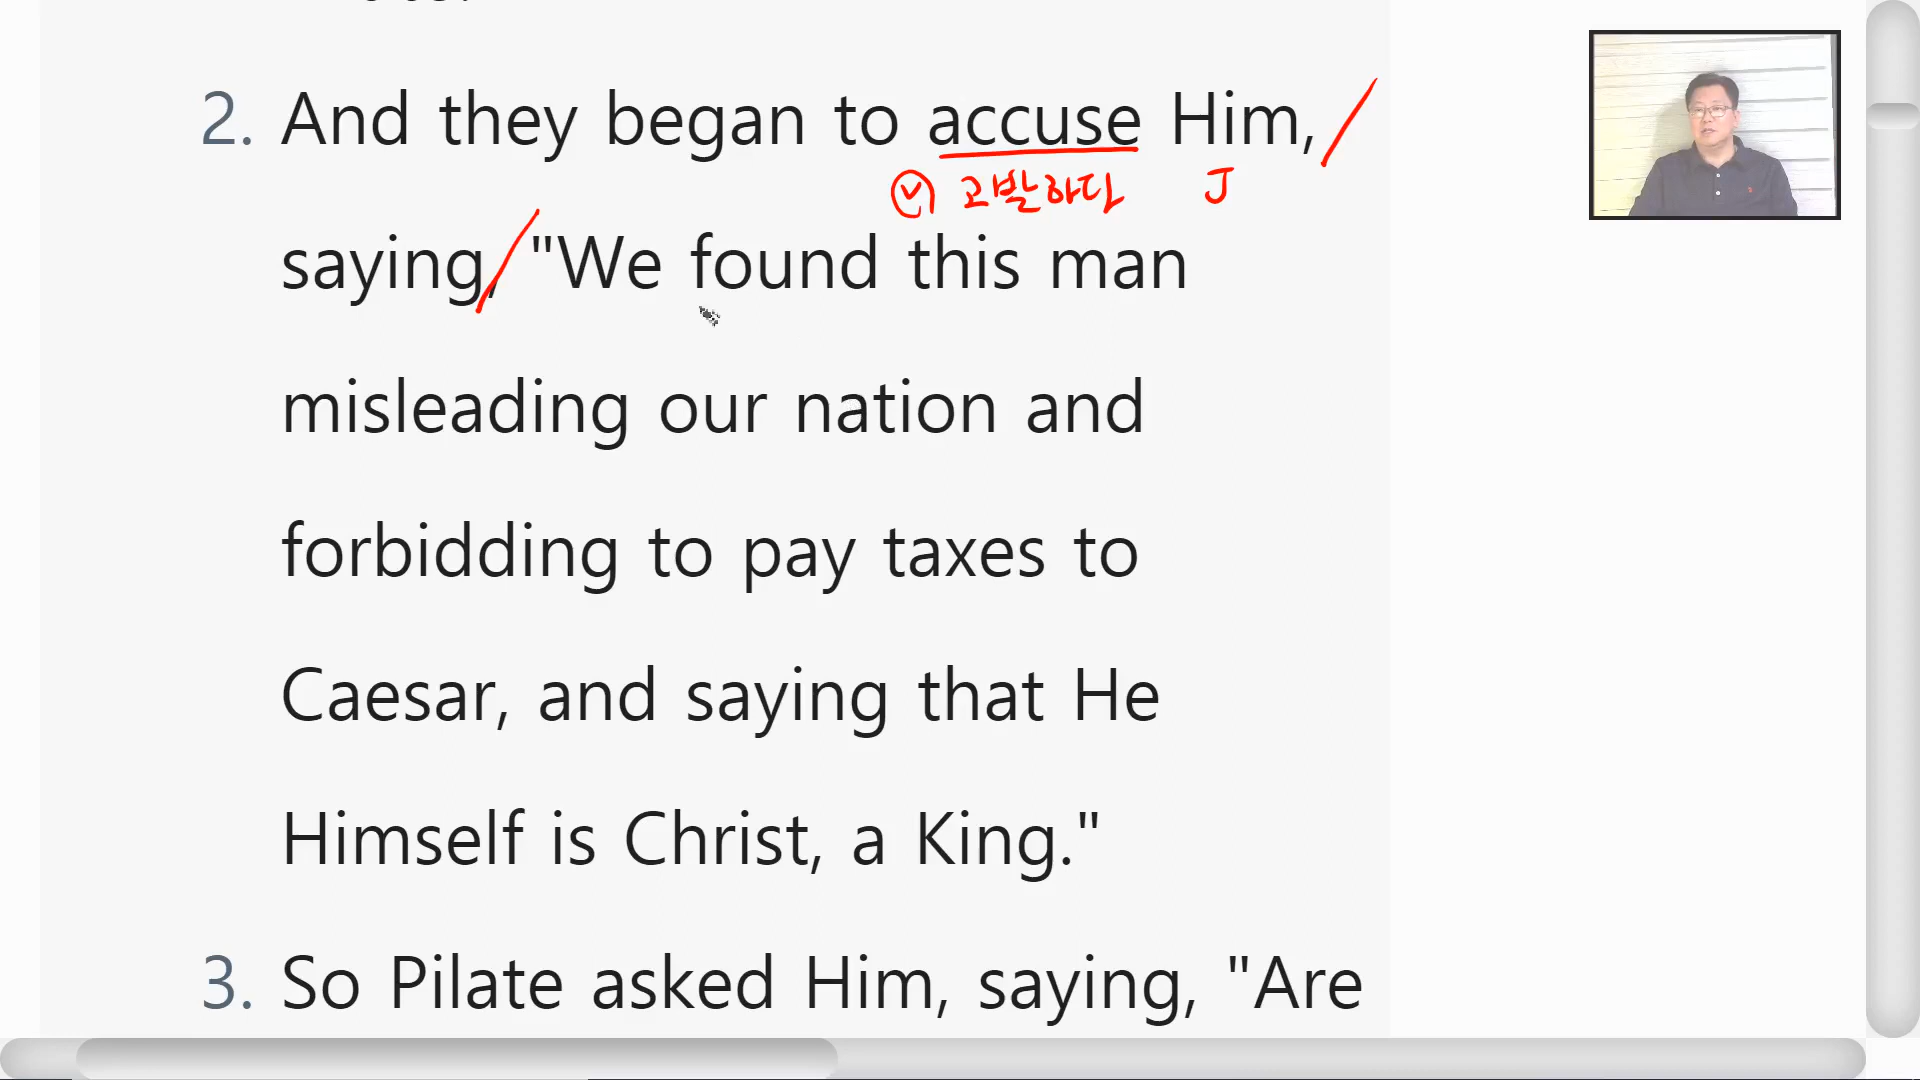 2. And they began to accuse Him,
ⓥ 고발하다 J
saying, "We found this man
misleading our nation and
forbidding to pay taxes to
Caesar, and saying that He
Himself is Christ, a King."
3. So Pilate asked Him, saying, "Are